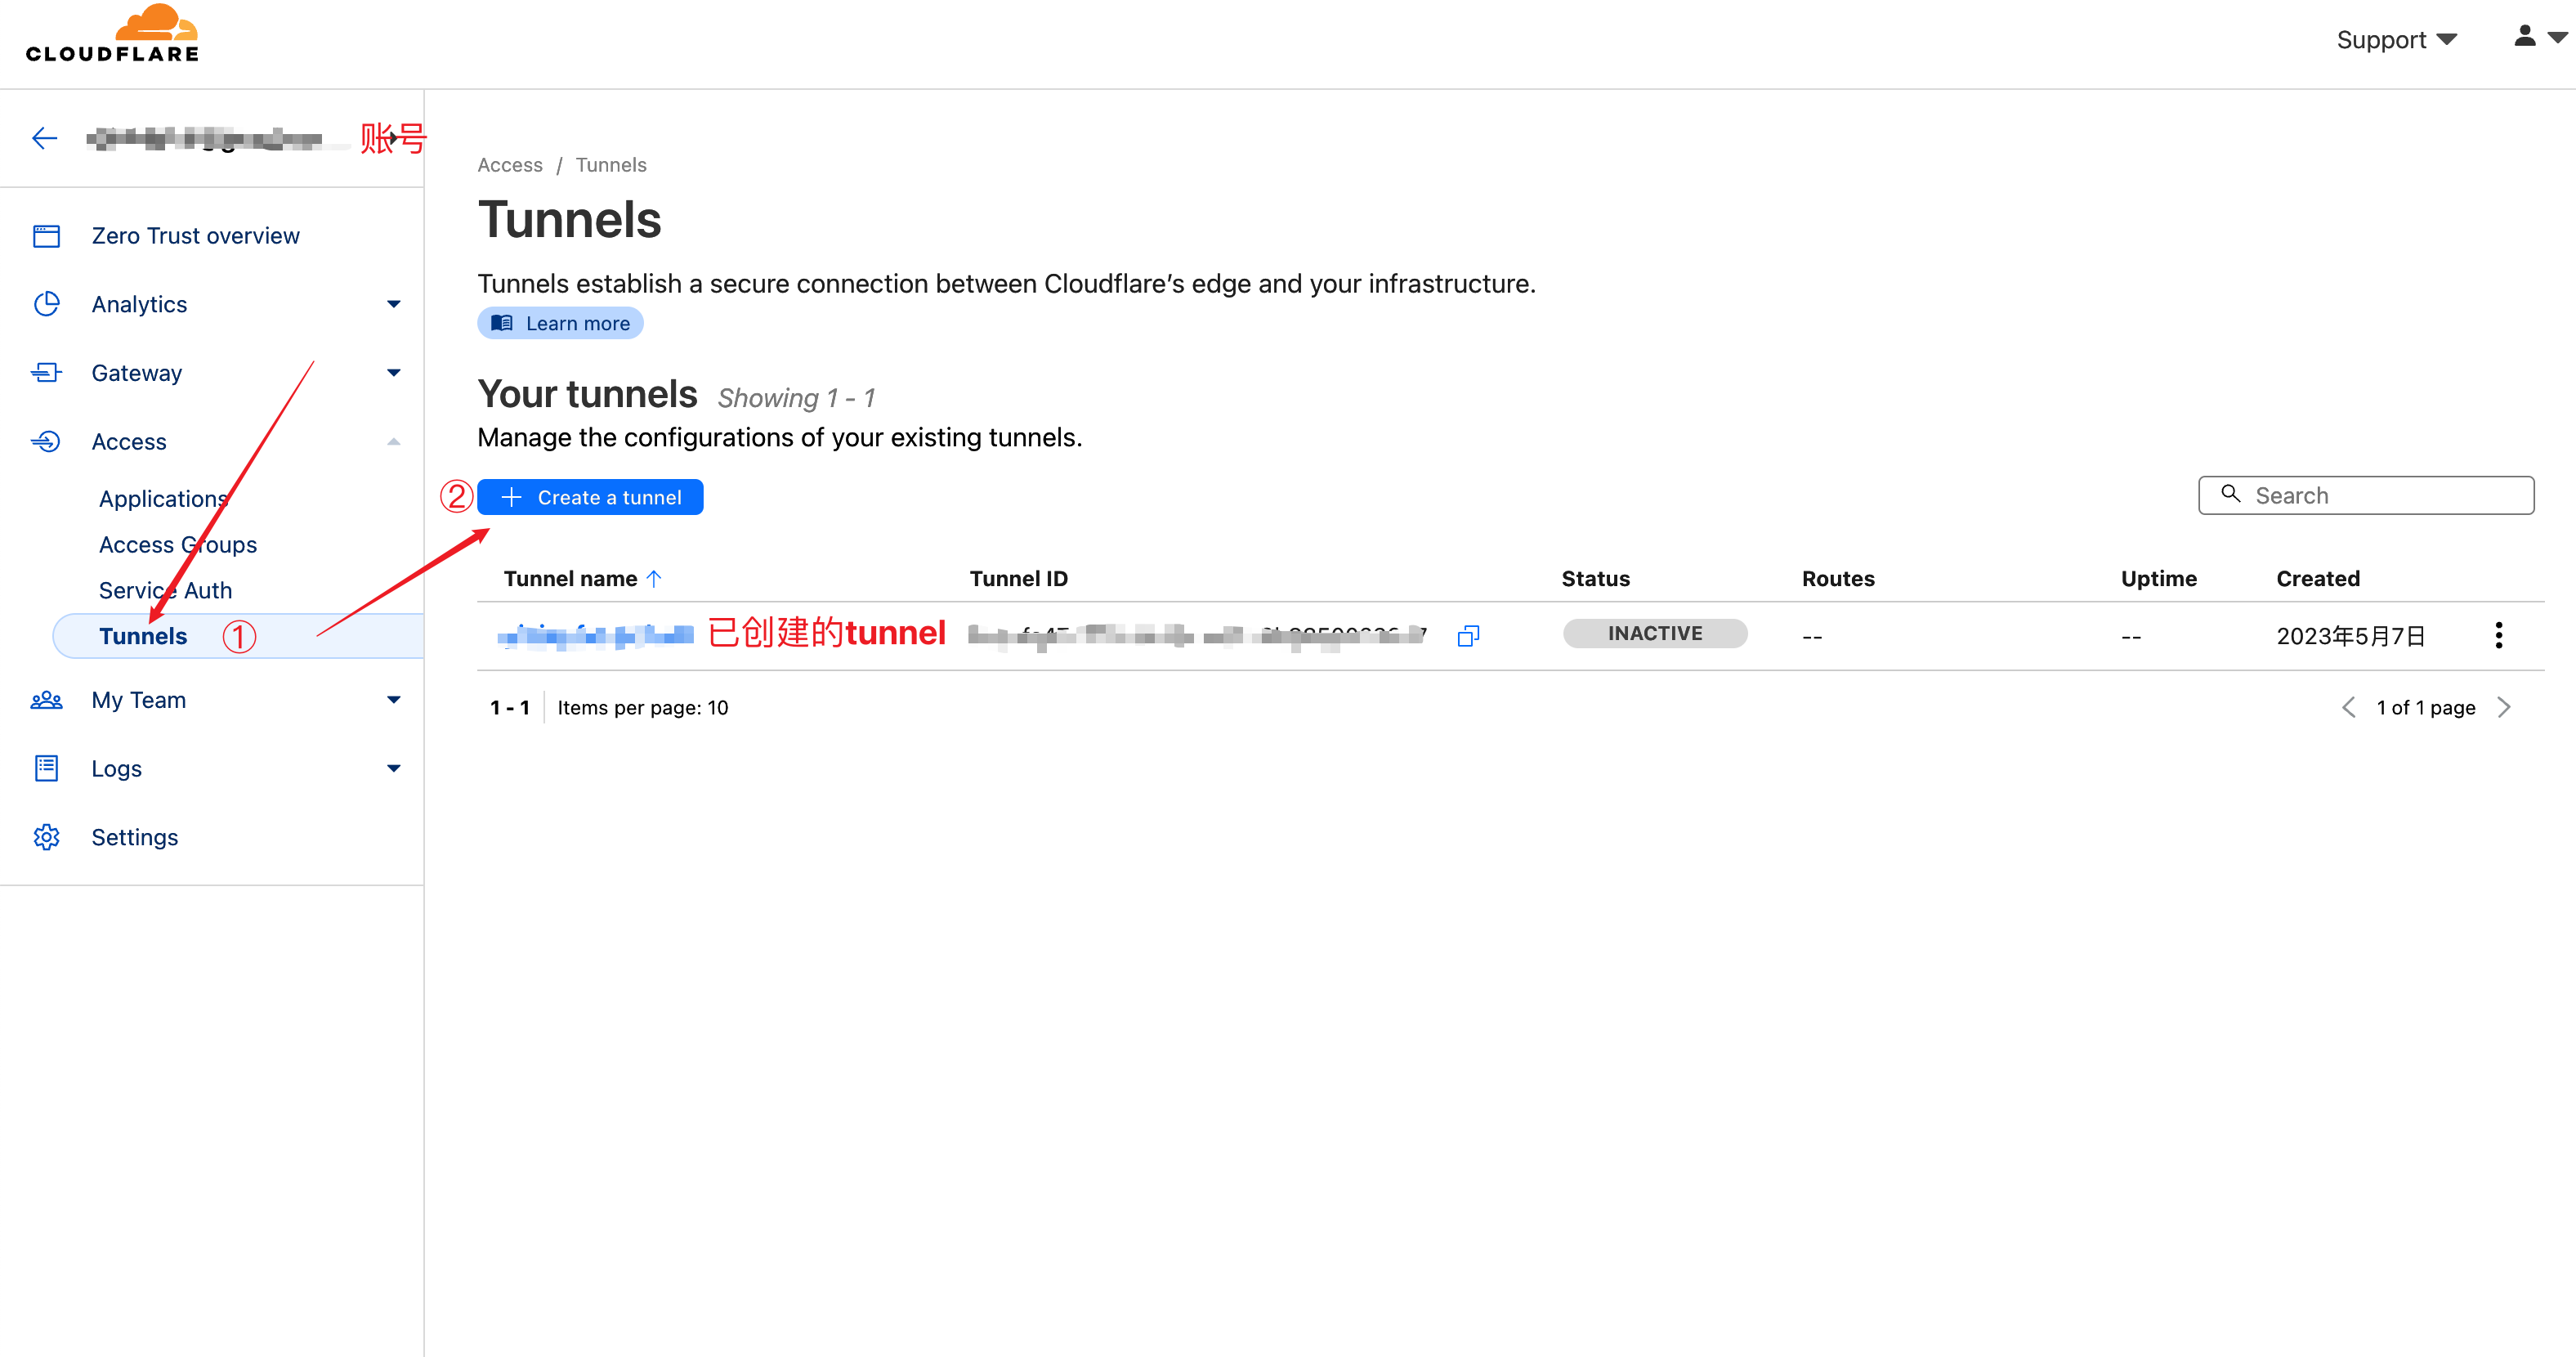 CLOUDFLARE
Support
账号
Zero Trust overview
Analytics
Gateway
Access
Applications
Access Groups
Service Auth
Tunnels ①
My Team
Logs
Settings
Access / Tunnels
Tunnels
Tunnels establish a secure connection between Cloudflare’s edge and your infrastructure.
Learn more
Your tunnels Showing 1 - 1
Manage the configurations of your existing tunnels.
② Create a tunnel
Search
Tunnel name Tunnel ID Status Routes Uptime Created
已创建的tunnel INACTIVE -- -- 2023年5月7日
1 - 1 Items per page: 10
1 of 1 page